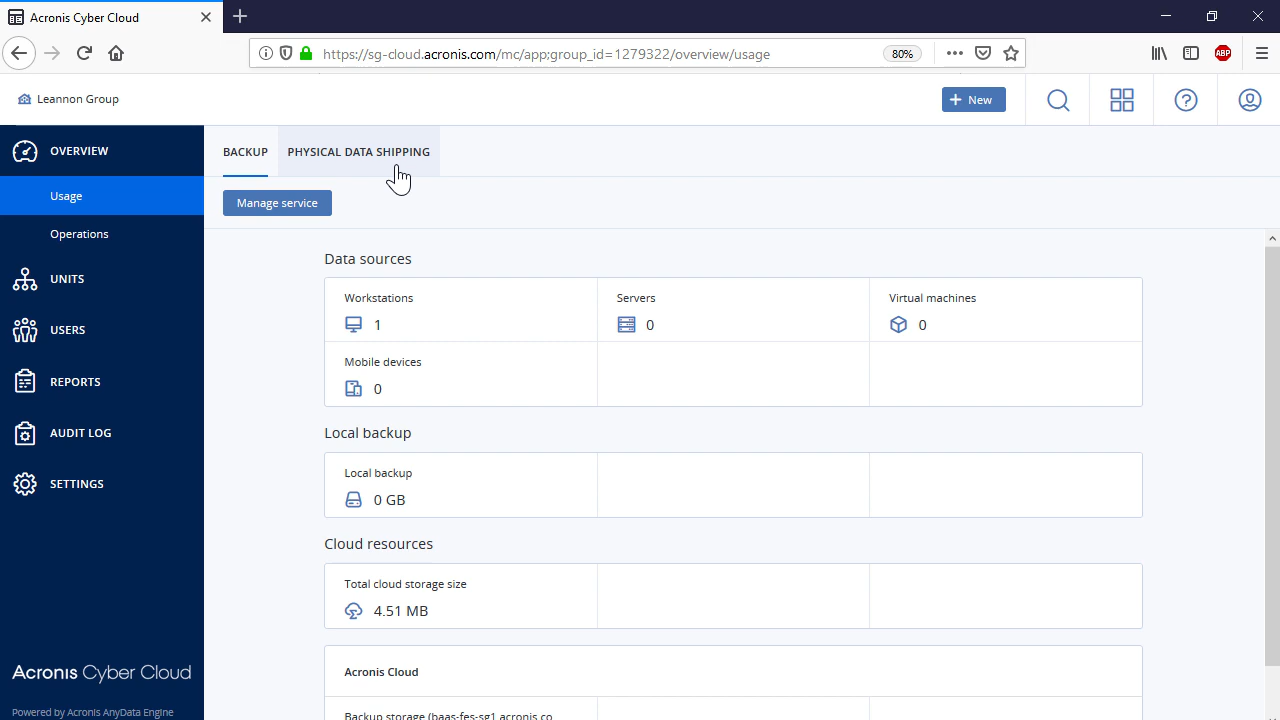 Acronis Cyber Cloud
https://sg-cloud.acronis.com/mc/app;group_id=1279322/overview/usage
80%
ABP
Leannon Group
New
OVERVIEW
Usage
Operations
UNITS
USERS
REPORTS
AUDIT LOG
SETTINGS
Acronis Cyber Cloud
Powered by Acronis AnyData Engine
BACKUP
PHYSICAL DATA SHIPPING
Manage service
Data sources
Workstations
1
Servers
0
Virtual machines
0
Mobile devices
0
Local backup
Local backup
0 GB
Cloud resources
Total cloud storage size
4.51 MB
Acronis Cloud
Backup storage (baas-fes-sg1.acronis.co